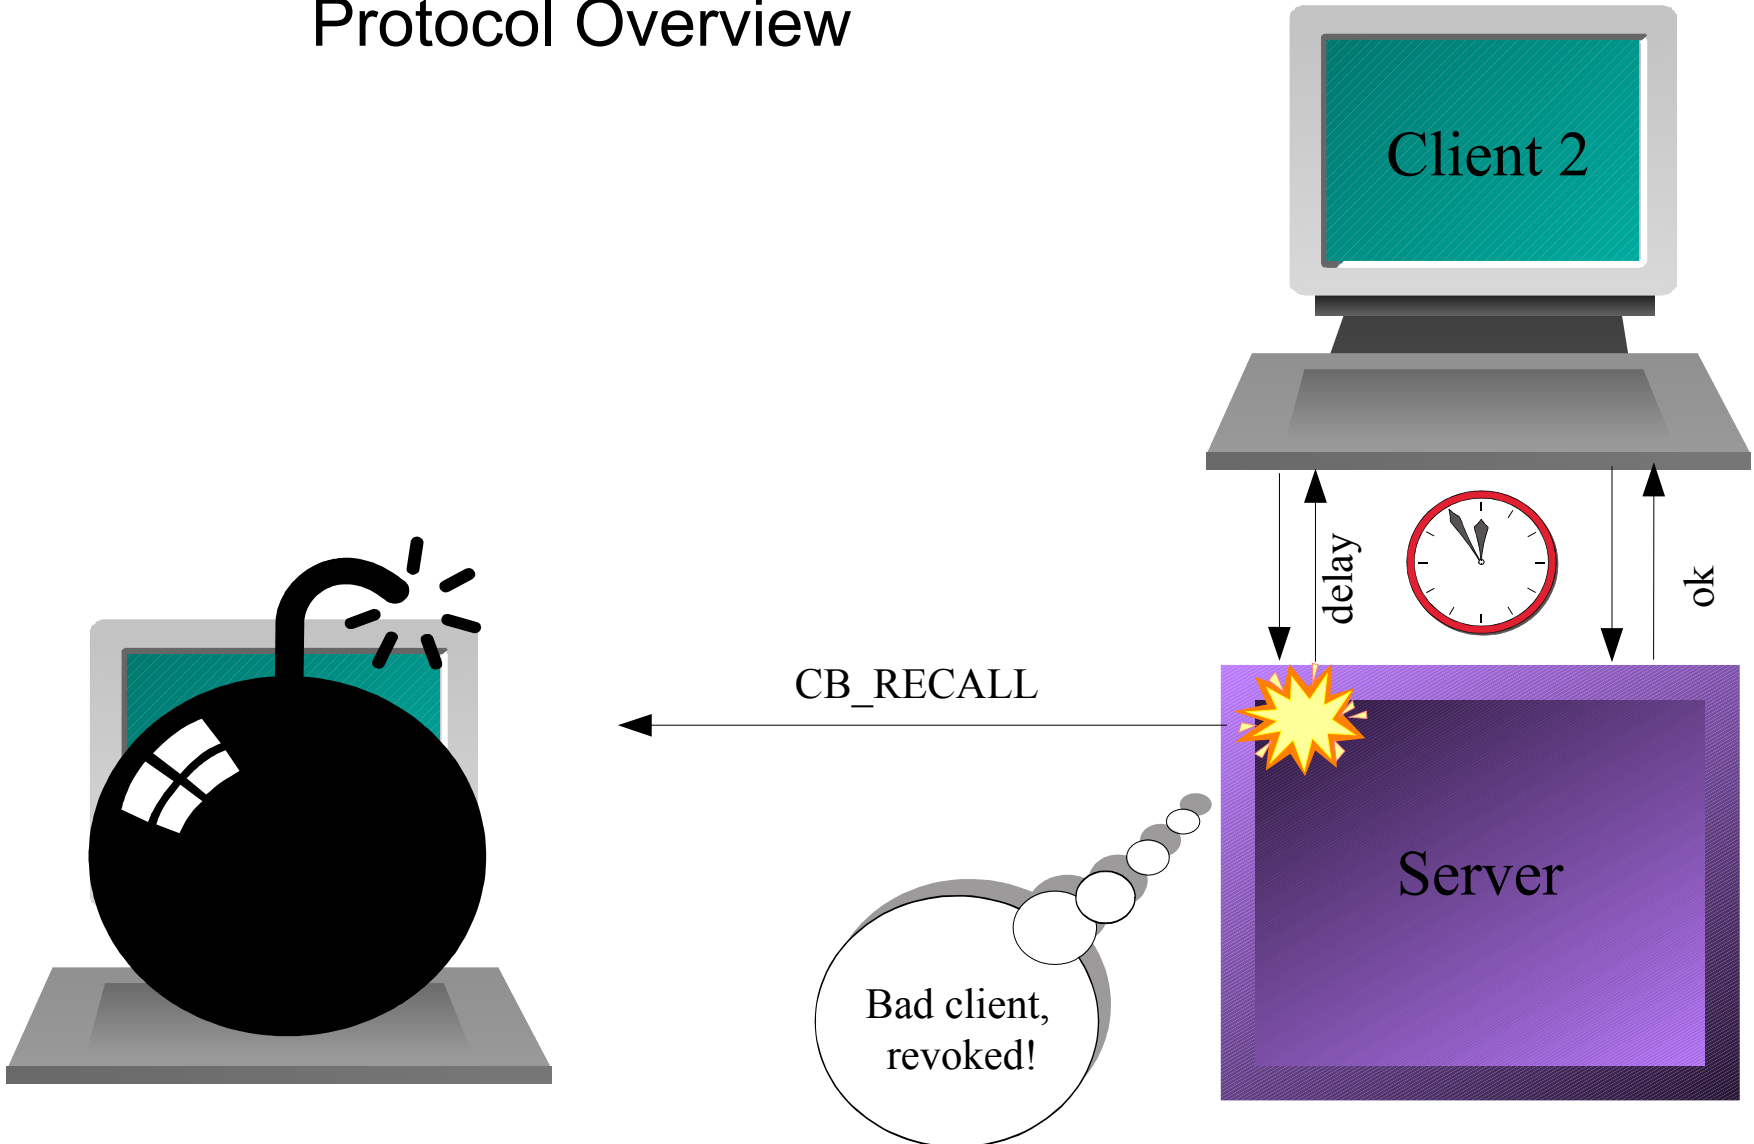 Protocol Overview
Client 2
delay
ok
CB_RECALL
Server
Bad client,
revoked!